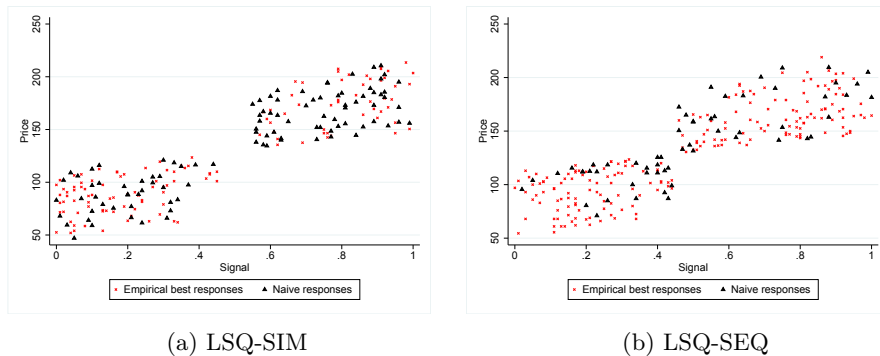 250
200
150
100
50
Price
0
.2
.4
.6
.8
1
Signal
Empirical best responses
Naive responses
(a) LSQ-SIM
250
200
150
100
50
Price
0
.2
.4
.6
.8
1
Signal
Empirical best responses
Naive responses
(b) LSQ-SEQ